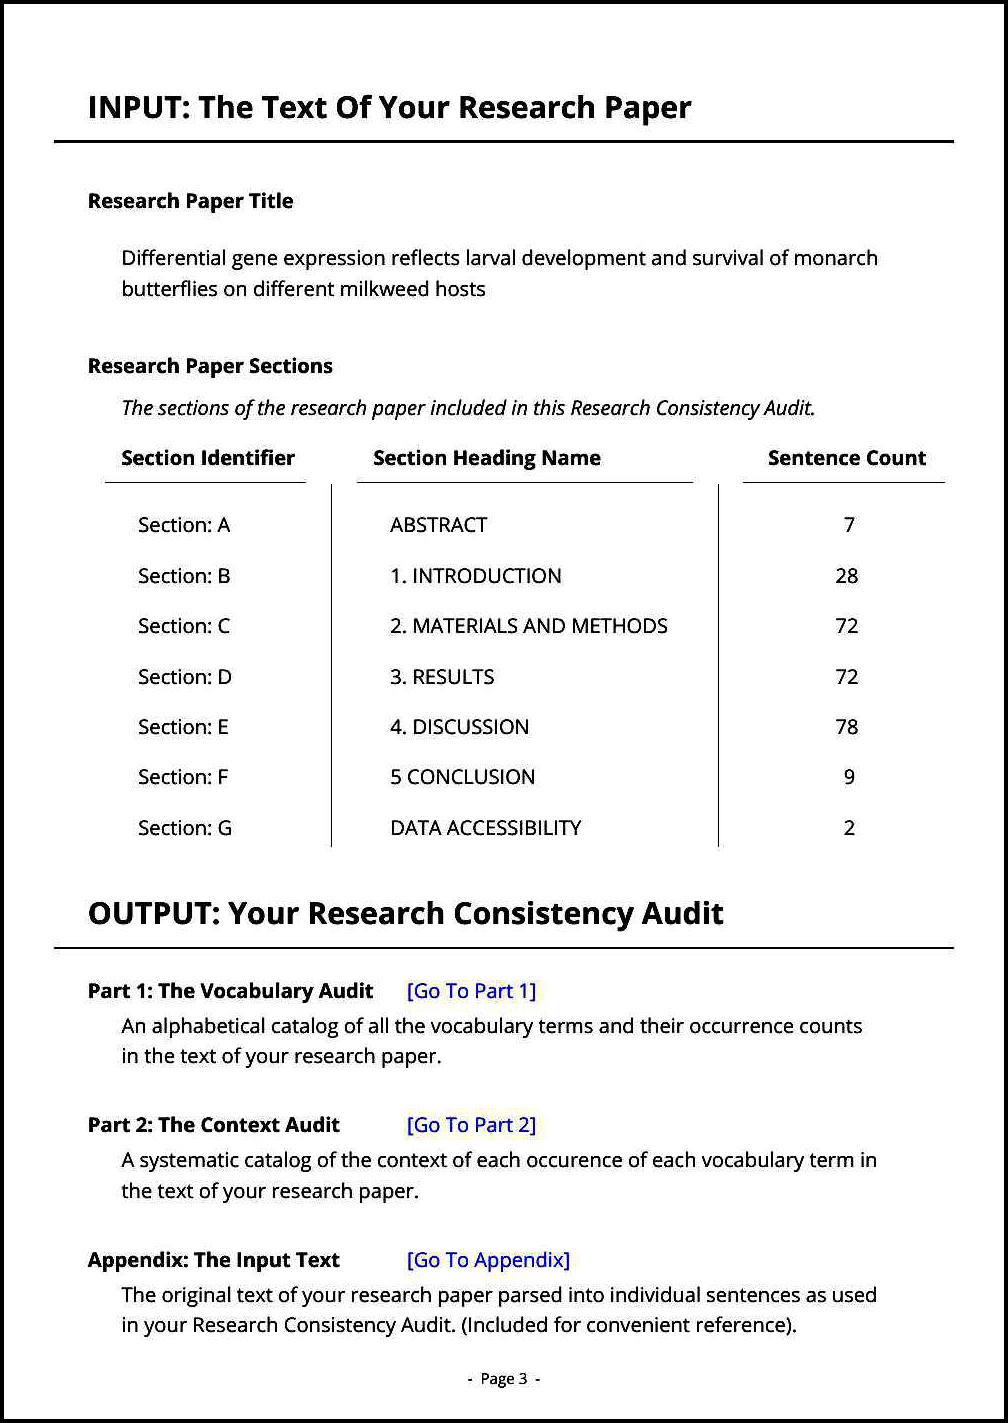 INPUT: The Text Of Your Research Paper
Research Paper Title
Differential gene expression reflects larval development and survival of monarch
butterflies on different milkweed hosts
Research Paper Sections
The sections of the research paper included in this Research Consistency Audit.
Section Identifier Section Heading Name Sentence Count
Section: A ABSTRACT 7
Section: B 1. INTRODUCTION 28
Section: C 2. MATERIALS AND METHODS 72
Section: D 3. RESULTS 72
Section: E 4. DISCUSSION 78
Section: F 5 CONCLUSION 9
Section: G DATA ACCESSIBILITY 2
OUTPUT: Your Research Consistency Audit
Part 1: The Vocabulary Audit [Go To Part 1]
An alphabetical catalog of all the vocabulary terms and their occurrence counts
in the text of your research paper.
Part 2: The Context Audit [Go To Part 2]
A systematic catalog of the context of each occurence of each vocabulary term in
the text of your research paper.
Appendix: The Input Text [Go To Appendix]
The original text of your research paper parsed into individual sentences as used
in your Research Consistency Audit. (Included for convenient reference).
- Page 3 -